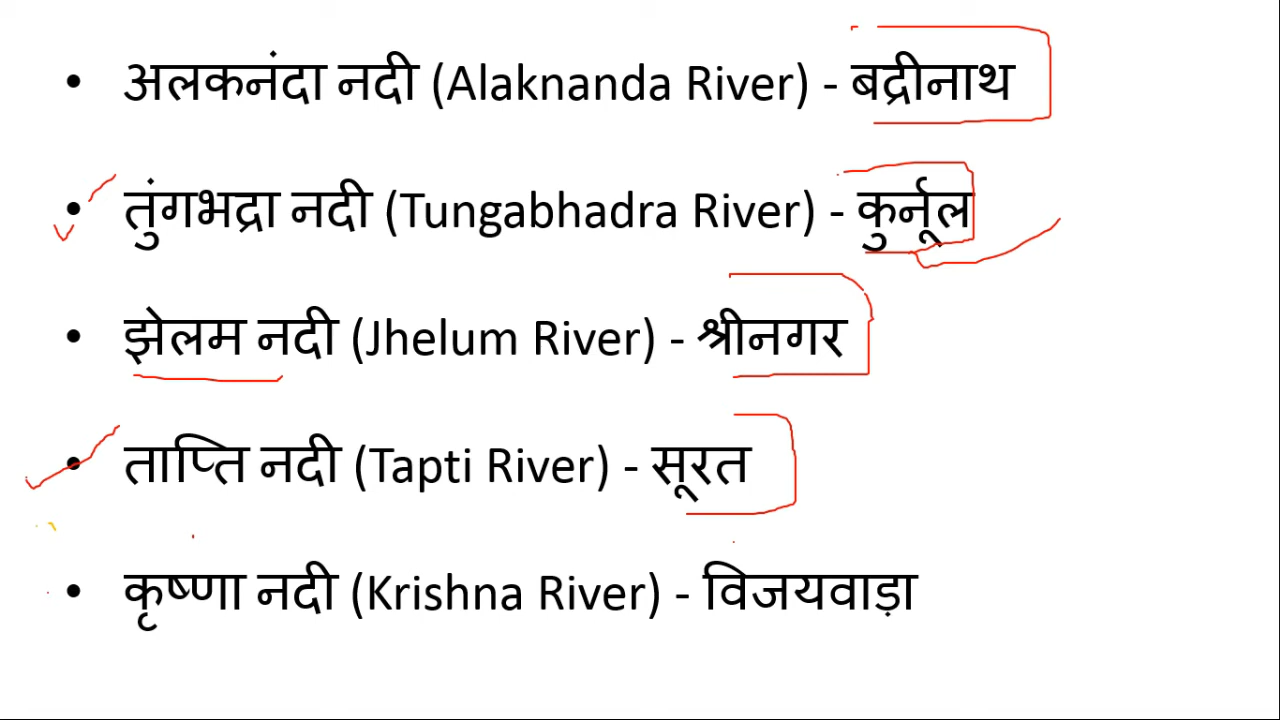 • अलकनंदा नदी (Alaknanda River) - बद्रीनाथ
• तुंगभद्रा नदी (Tungabhadra River) - कुर्नूल
• झेलम नदी (Jhelum River) - श्रीनगर
• ताप्ति नदी (Tapti River) - सूरत
• कृष्णा नदी (Krishna River) - विजयवाड़ा